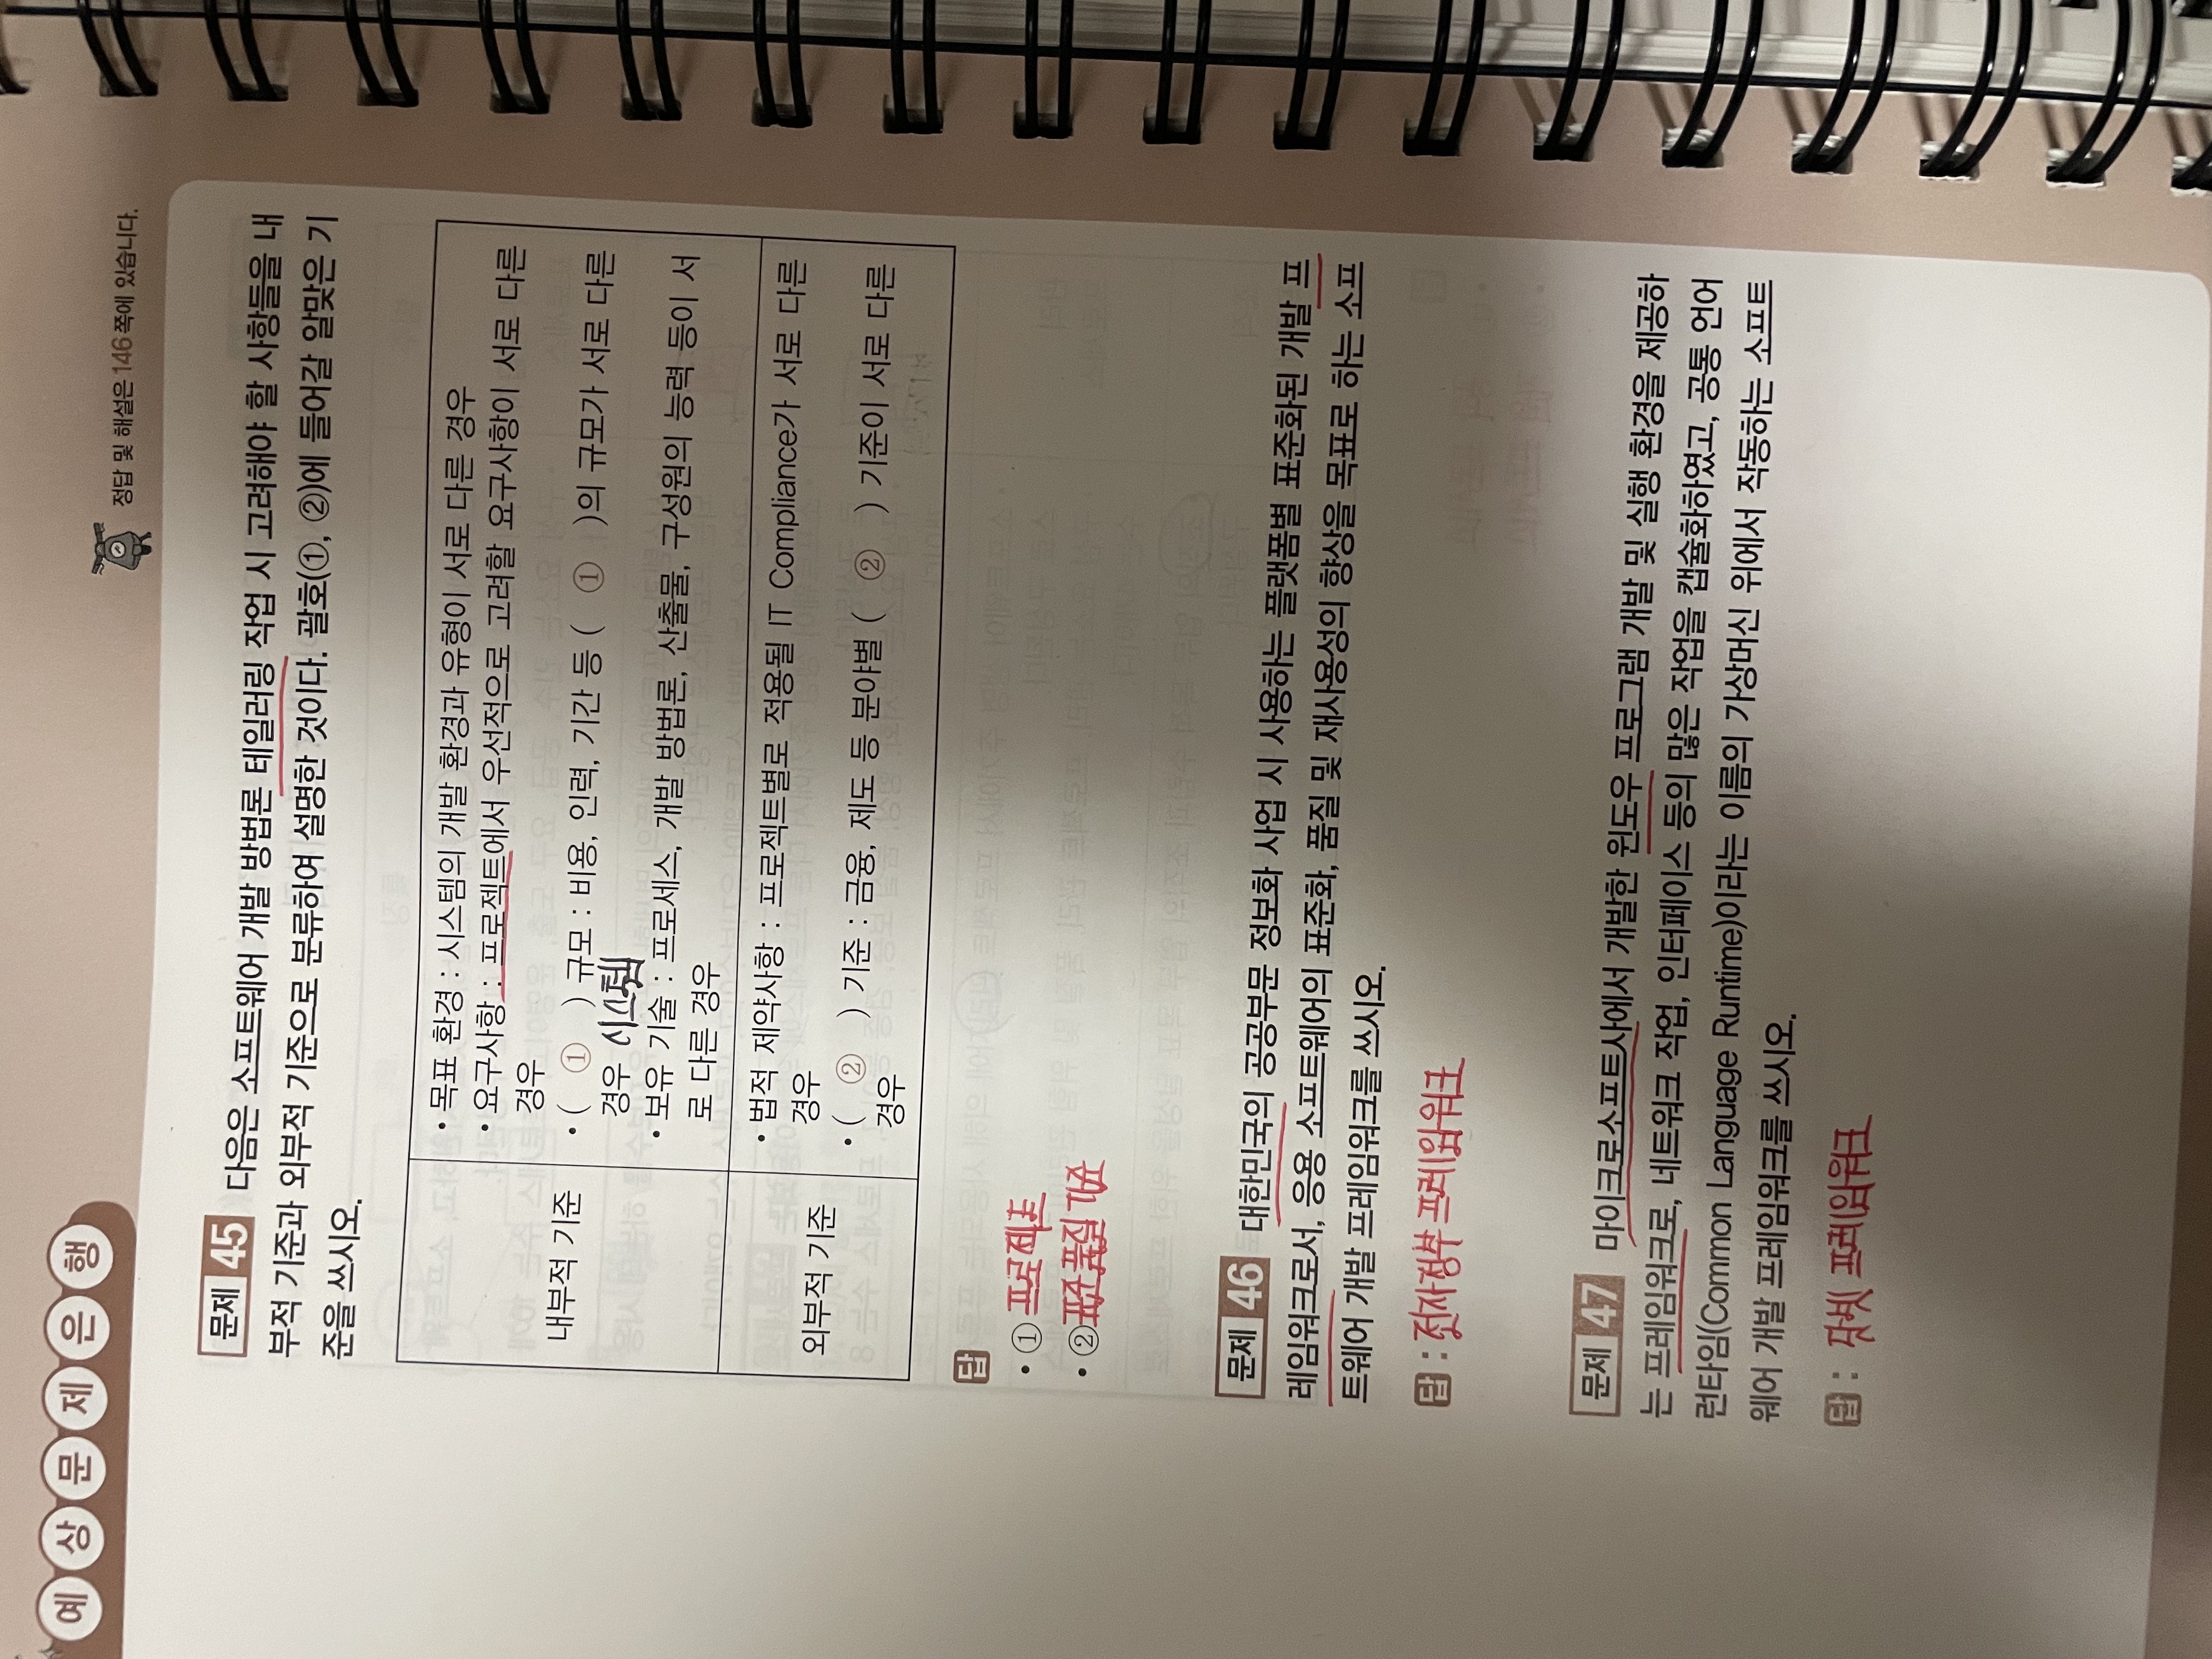 예상문제은행
정답 및 해설은 146쪽에 있습니다.
문제 45 다음은 소프트웨어 개발 방법론 테일러링 작업 시 고려해야 할 사항들을 내
부적 기준과 외부적 기준으로 분류하여 설명한 것이다. 괄호(①, ②)에 들어갈 알맞은 기
준을 쓰시오.
• 목표 환경 : 시스템의 개발 환경과 유형이 서로 다른 경우
• 요구사항 : 프로젝트에서 우선적으로 고려할 요구사항이 서로 다른
경우
내부적 기준
• ( ① ) 규모 : 비용, 인력, 기간 등 ( ① )의 규모가 서로 다른
경우 시스템
• 보유 기술 : 프로세스, 개발 방법론, 산출물, 구성원의 능력 등이 서
로 다른 경우
• 법적 제약사항 : 프로젝트별로 적용될 IT Compliance가 서로 다른
경우
외부적 기준
• ( ② ) 기준 : 금융, 제도 등 분야별 ( ② ) 기준이 서로 다른
경우
답
• ① 프로젝트
• ② 표준 품질 기준
문제 46 대한민국의 공공부문 정보화 사업 시 사용하는 플랫폼별 표준화된 개발 프
레임워크로서, 응용 소프트웨어의 표준화, 품질 및 재사용성의 향상을 목표로 하는 소프
트웨어 개발 프레임워크를 쓰시오.
답 : 전자정부 프레임워크
문제 47 마이크로소프트사에서 개발한 윈도우 프로그램 개발 및 실행 환경을 제공하
는 프레임워크로, 네트워크 작업, 인터페이스 등의 많은 작업을 캡슐화하였고, 공통 언어
런타임(Common Language Runtime)이라는 이름의 가상머신 위에서 작동하는 소프트
웨어 개발 프레임워크를 쓰시오.
답 : 닷넷 프레임워크